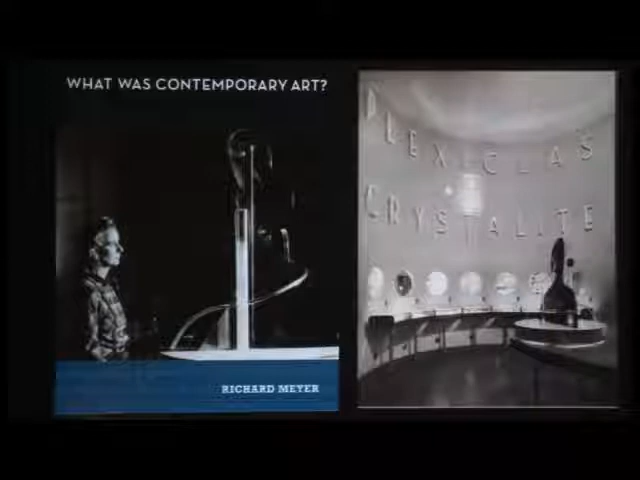 WHAT WAS CONTEMPORARY ART?
RICHARD MEYER
PLEXIGLAS
CRYSTALITE